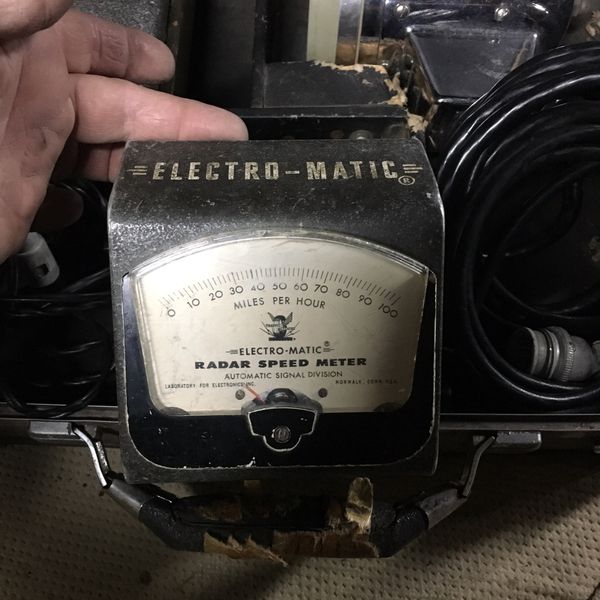 ELECTRO-MATIC®
0 10 20 30 40 50 60 70 80 90 100
MILES PER HOUR
ELECTRO-MATIC®
RADAR SPEED METER
AUTOMATIC SIGNAL DIVISION
LABORATORY FOR ELECTRONICS INC. NORWALK, CONN. U.S.A.